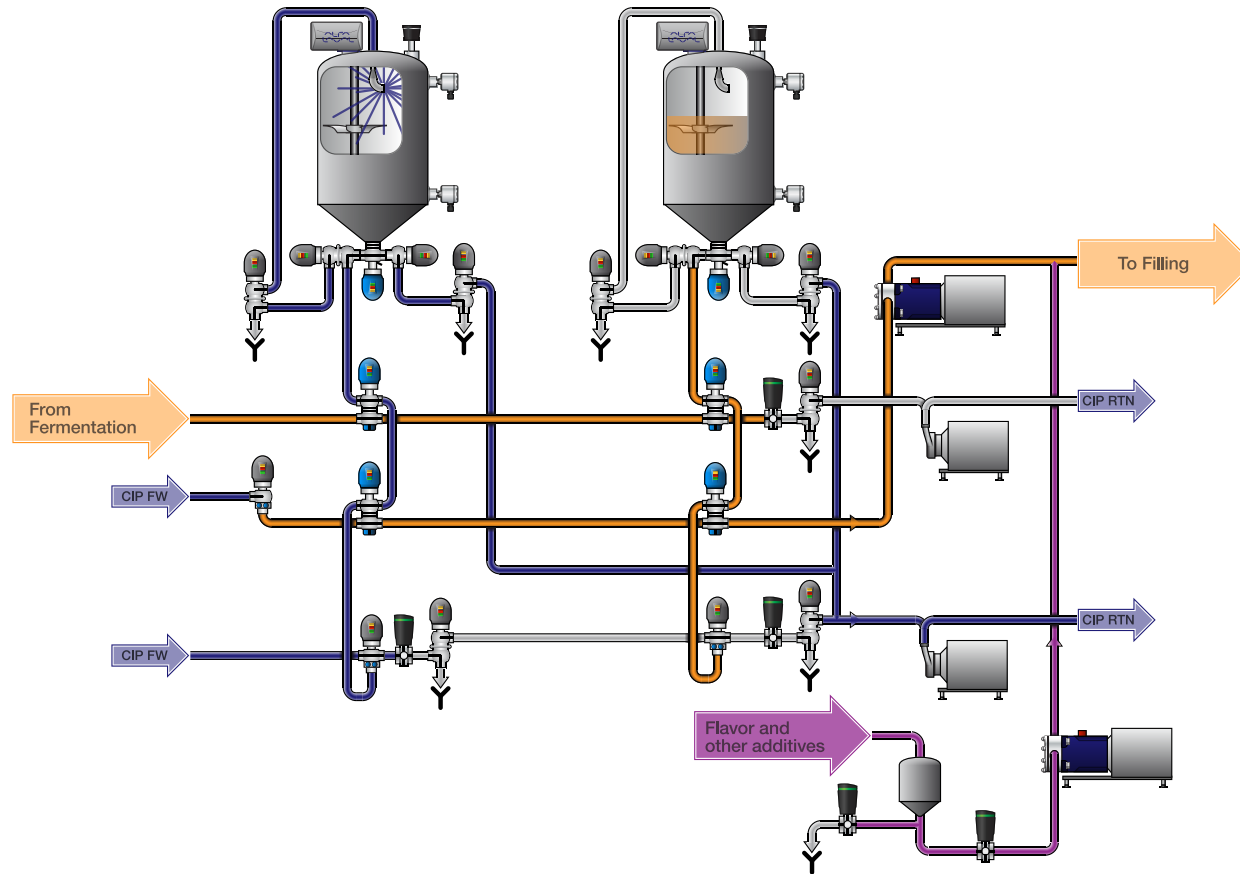 To Filling
From
Fermentation
CIP RTN
CIP FW
CIP RTN
CIP FW
Flavor and
other additives